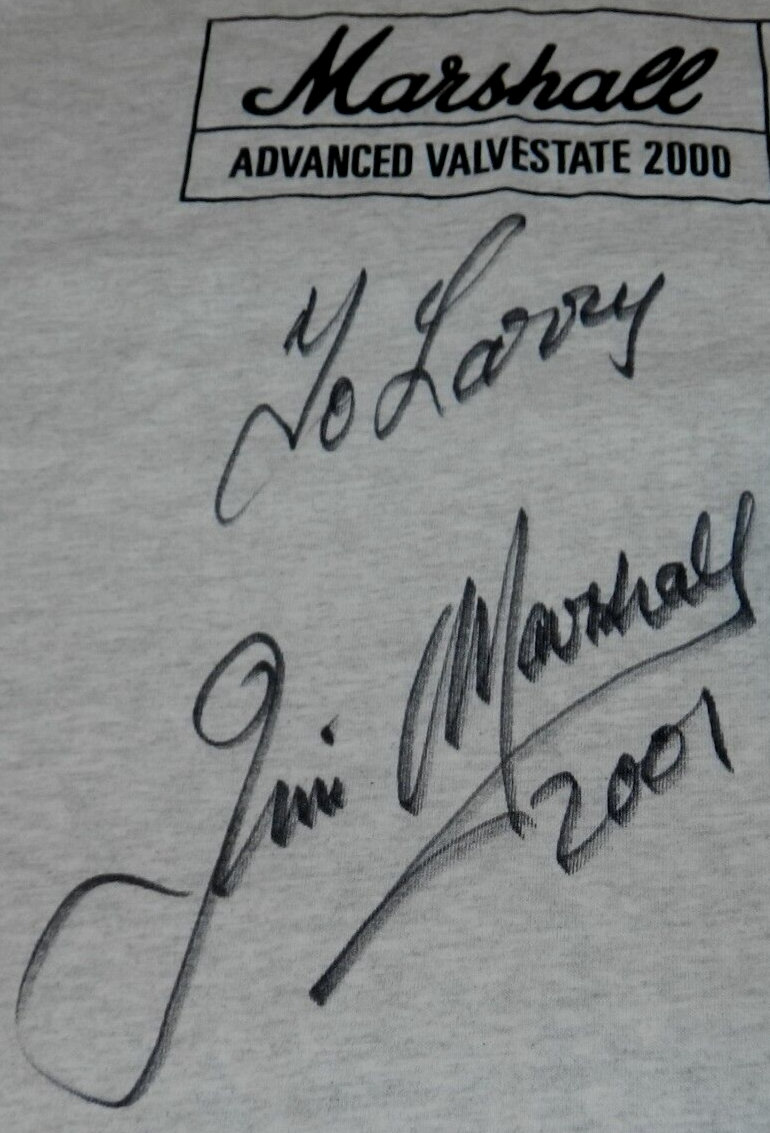 Marshall
ADVANCED VALVESTATE 2000
To Larry
Jim Marshall
2001